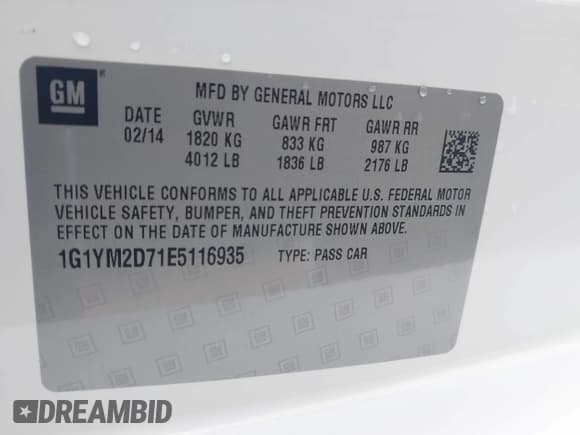 GM
MFD BY GENERAL MOTORS LLC
DATE GVWR GAWR FRT GAWR RR
02/14 1820 KG 833 KG 987 KG
4012 LB 1836 LB 2176 LB
THIS VEHICLE CONFORMS TO ALL APPLICABLE U.S. FEDERAL MOTOR
VEHICLE SAFETY, BUMPER, AND THEFT PREVENTION STANDARDS IN
EFFECT ON THE DATE OF MANUFACTURE SHOWN ABOVE.
1G1YM2D71E5116935 TYPE: PASS CAR
DREAMBID